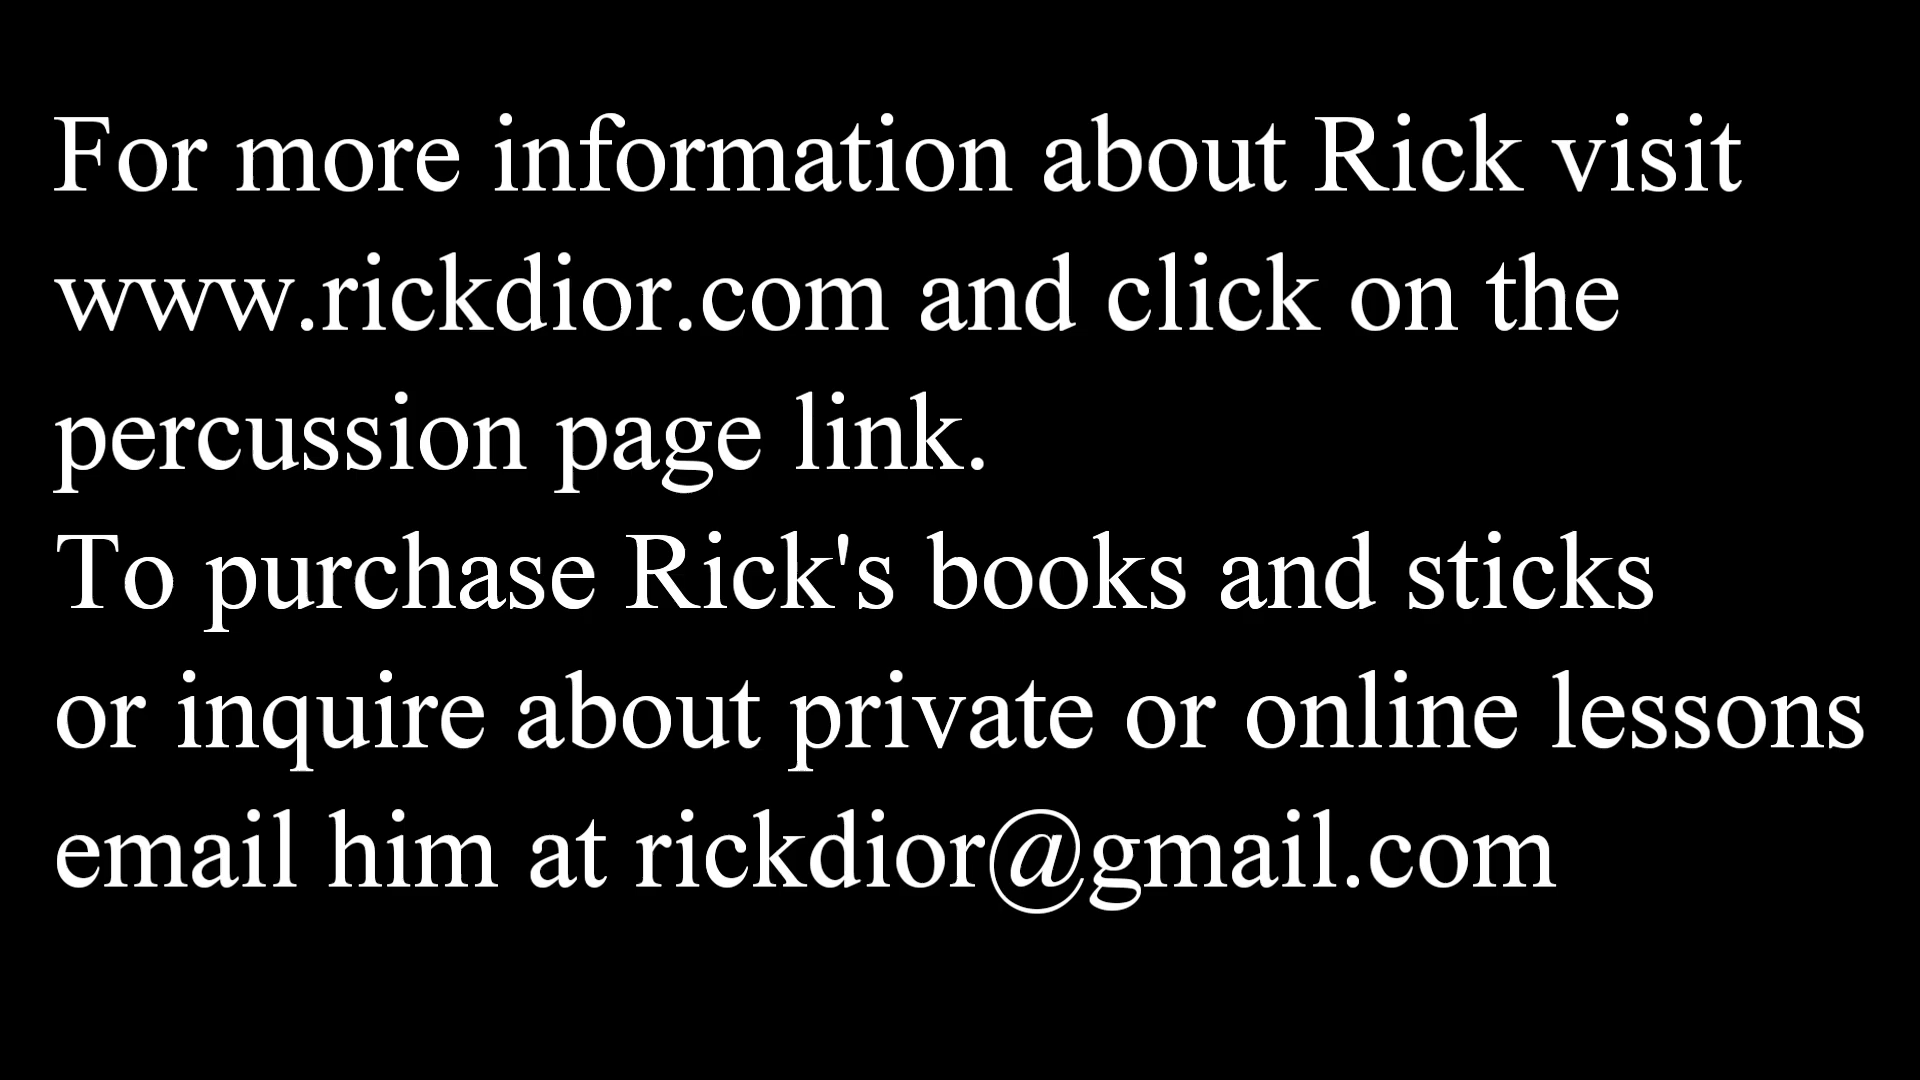 For more information about Rick visit
www.rickdior.com and click on the
percussion page link.
To purchase Rick's books and sticks
or inquire about private or online lessons
email him at rickdior@gmail.com